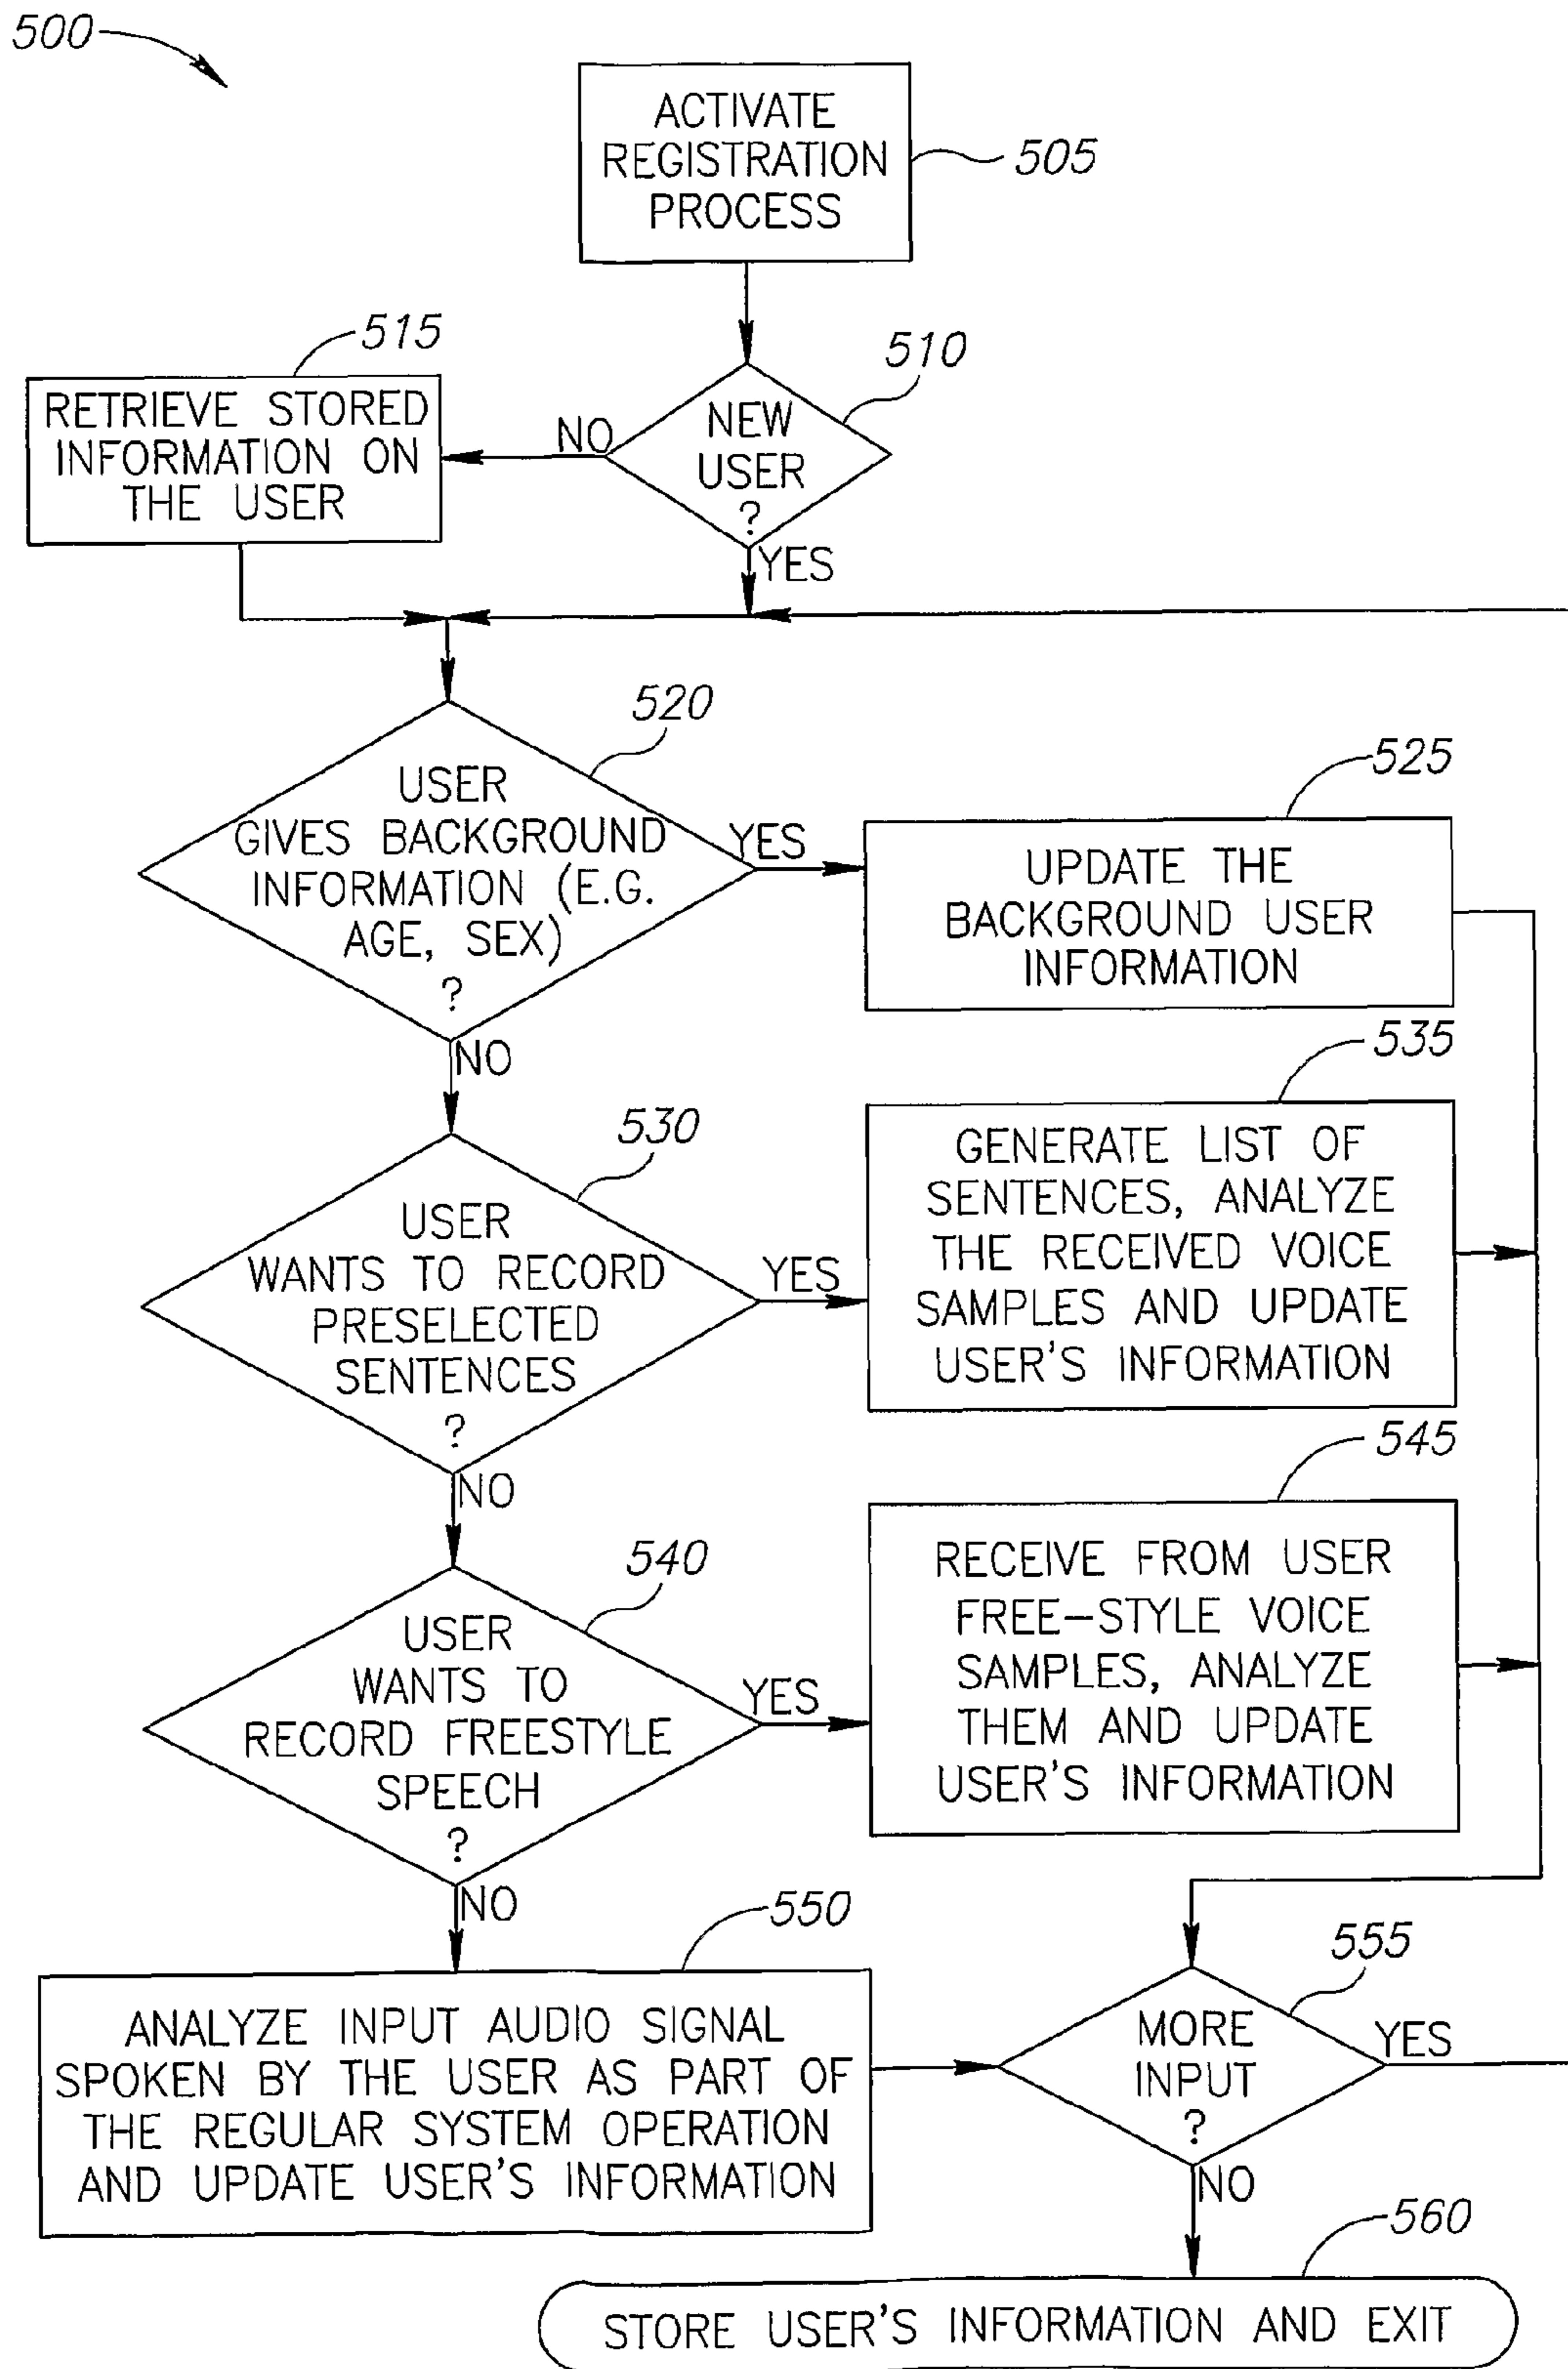 500
ACTIVATE
REGISTRATION
PROCESS
505
515
510
RETRIEVE STORED
INFORMATION ON
THE USER
NO
NEW
USER
?
YES
520
USER
GIVES BACKGROUND
INFORMATION (E.G.
AGE, SEX)
?
YES
525
UPDATE THE
BACKGROUND USER
INFORMATION
NO
530
USER
WANTS TO RECORD
PRESELECTED
SENTENCES
?
YES
535
GENERATE LIST OF
SENTENCES, ANALYZE
THE RECEIVED VOICE
SAMPLES AND UPDATE
USER'S INFORMATION
NO
540
USER
WANTS TO
RECORD FREESTYLE
SPEECH
?
YES
545
RECEIVE FROM USER
FREE-STYLE VOICE
SAMPLES, ANALYZE
THEM AND UPDATE
USER'S INFORMATION
NO
550
ANALYZE INPUT AUDIO SIGNAL
SPOKEN BY THE USER AS PART OF
THE REGULAR SYSTEM OPERATION
AND UPDATE USER'S INFORMATION
555
MORE
INPUT
?
YES
NO
560
STORE USER'S INFORMATION AND EXIT